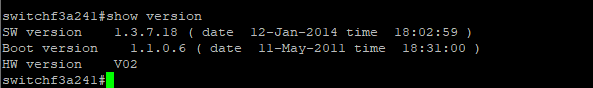 switchf3a241#show version
SW version    1.3.7.18 ( date  12-Jan-2014 time  18:02:59 )
Boot version    1.1.0.6 ( date  11-May-2011 time  18:31:00 )
HW version    V02
switchf3a241#